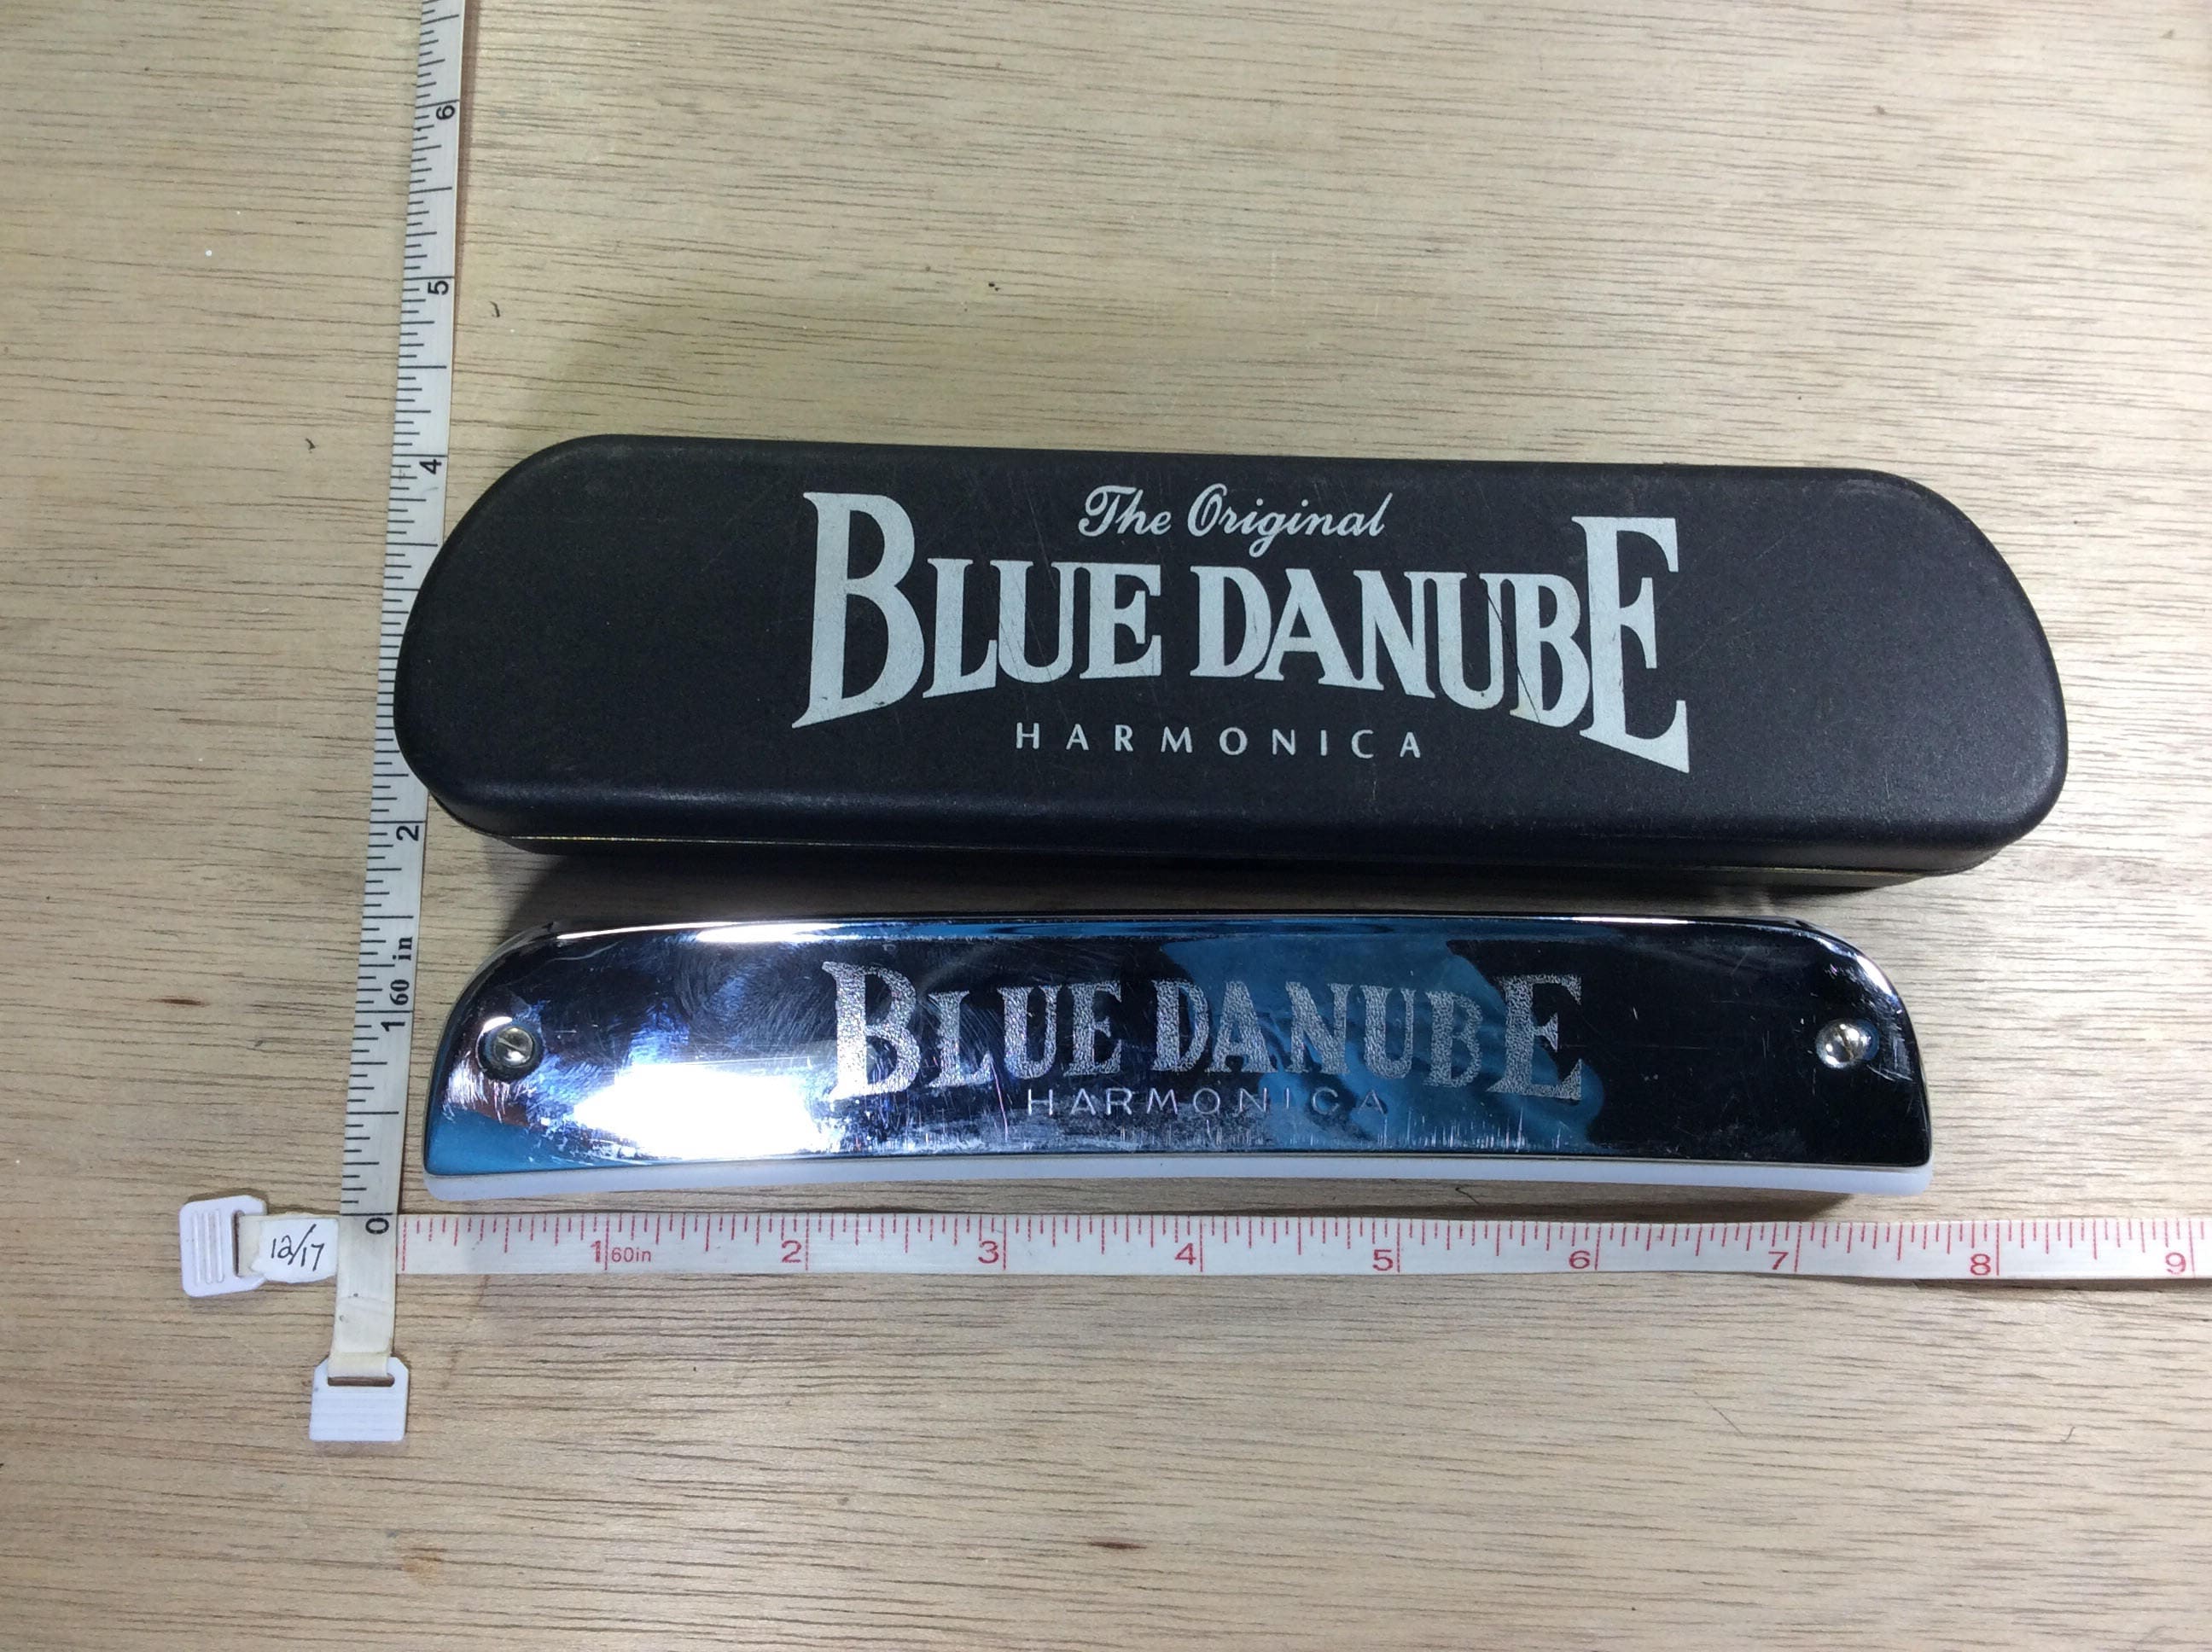 The Original
BLUE DANUBE
HARMONICA
BLUE DANUBE
HARMONICA
6
5
4
2
1 60 in
0
12/17
1 60in 2 3 4 5 6 7 8 9